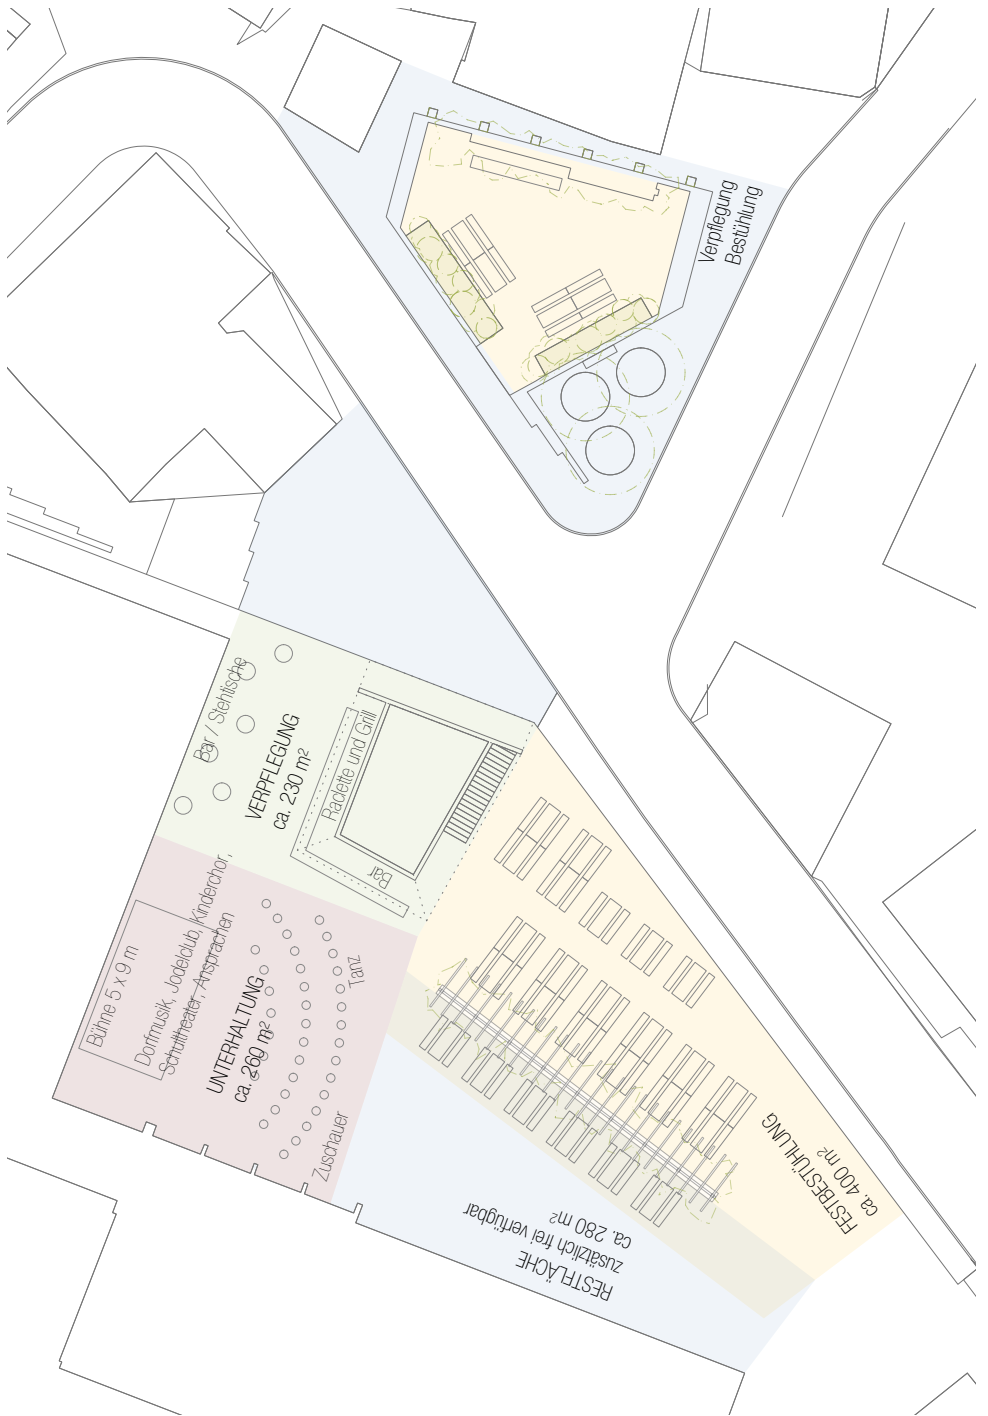 Verpflegung
Bestühlung
Bar / Stehtische
VERPFLEGUNG
ca. 230 m²
Raclette und Grill
Bar
Bühne 5 x 9 m
Dorfmusik, Jodelclub, Kinderchor,
Schultheater, Ansprachen
UNTERHALTUNG
ca. 260 m²
Tanz
Zuschauer
FESTBESTÜHLUNG
ca. 400 m²
RESTFLÄCHE
zusätzlich frei verfügbar
ca. 280 m²